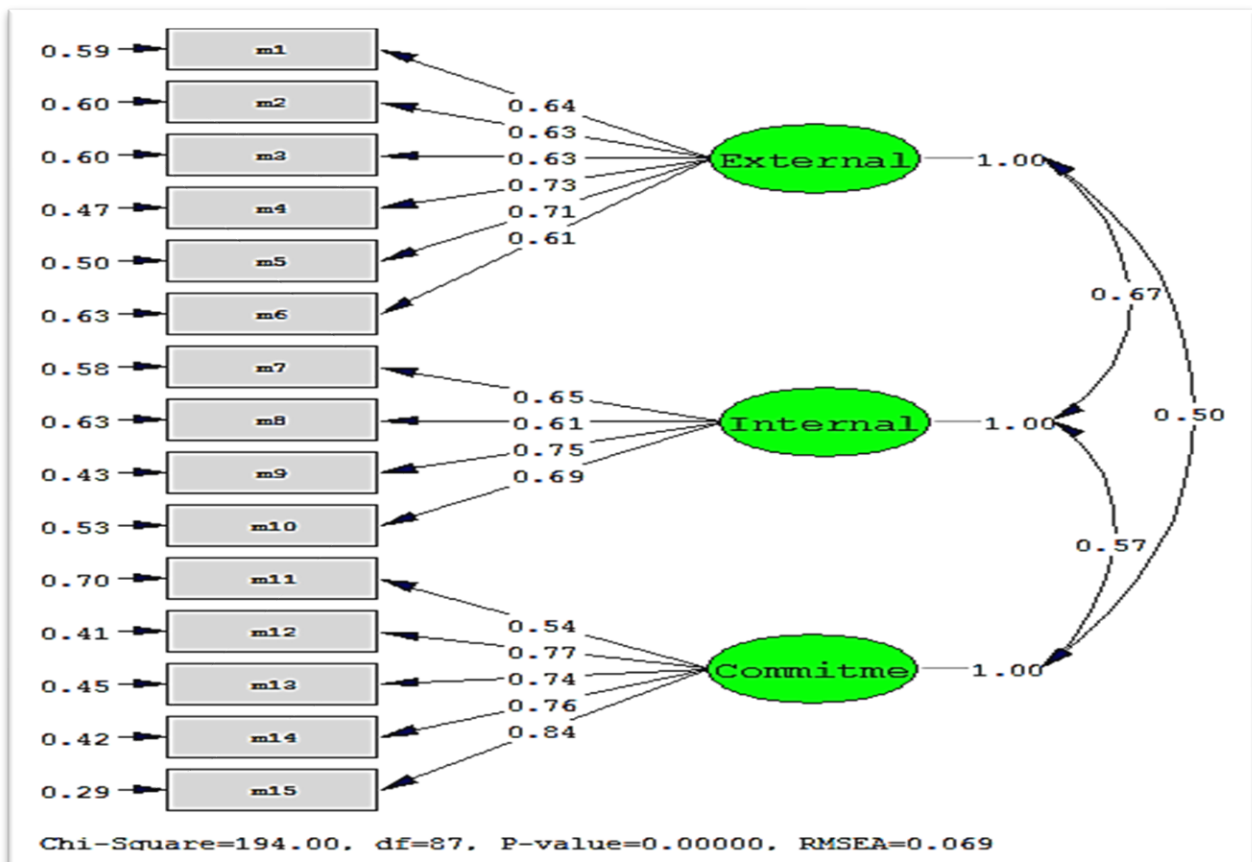 0.59 m1
0.64
0.60 m2
0.63
0.60 m3 0.63 External 1.00
0.73
0.47 m4
0.71
0.50 m5
0.61
0.67
0.63 m6
0.58 m7
0.65
0.50
0.63 m8 0.61 Internal 1.00
0.75
0.43 m9
0.69
0.53 m10
0.57
0.70 m11
0.54
0.41 m12
0.77
0.45 m13 0.74 Commitme 1.00
0.76
0.42 m14
0.84
0.29 m15
Chi-Square=194.00, df=87, P-value=0.00000, RMSEA=0.069